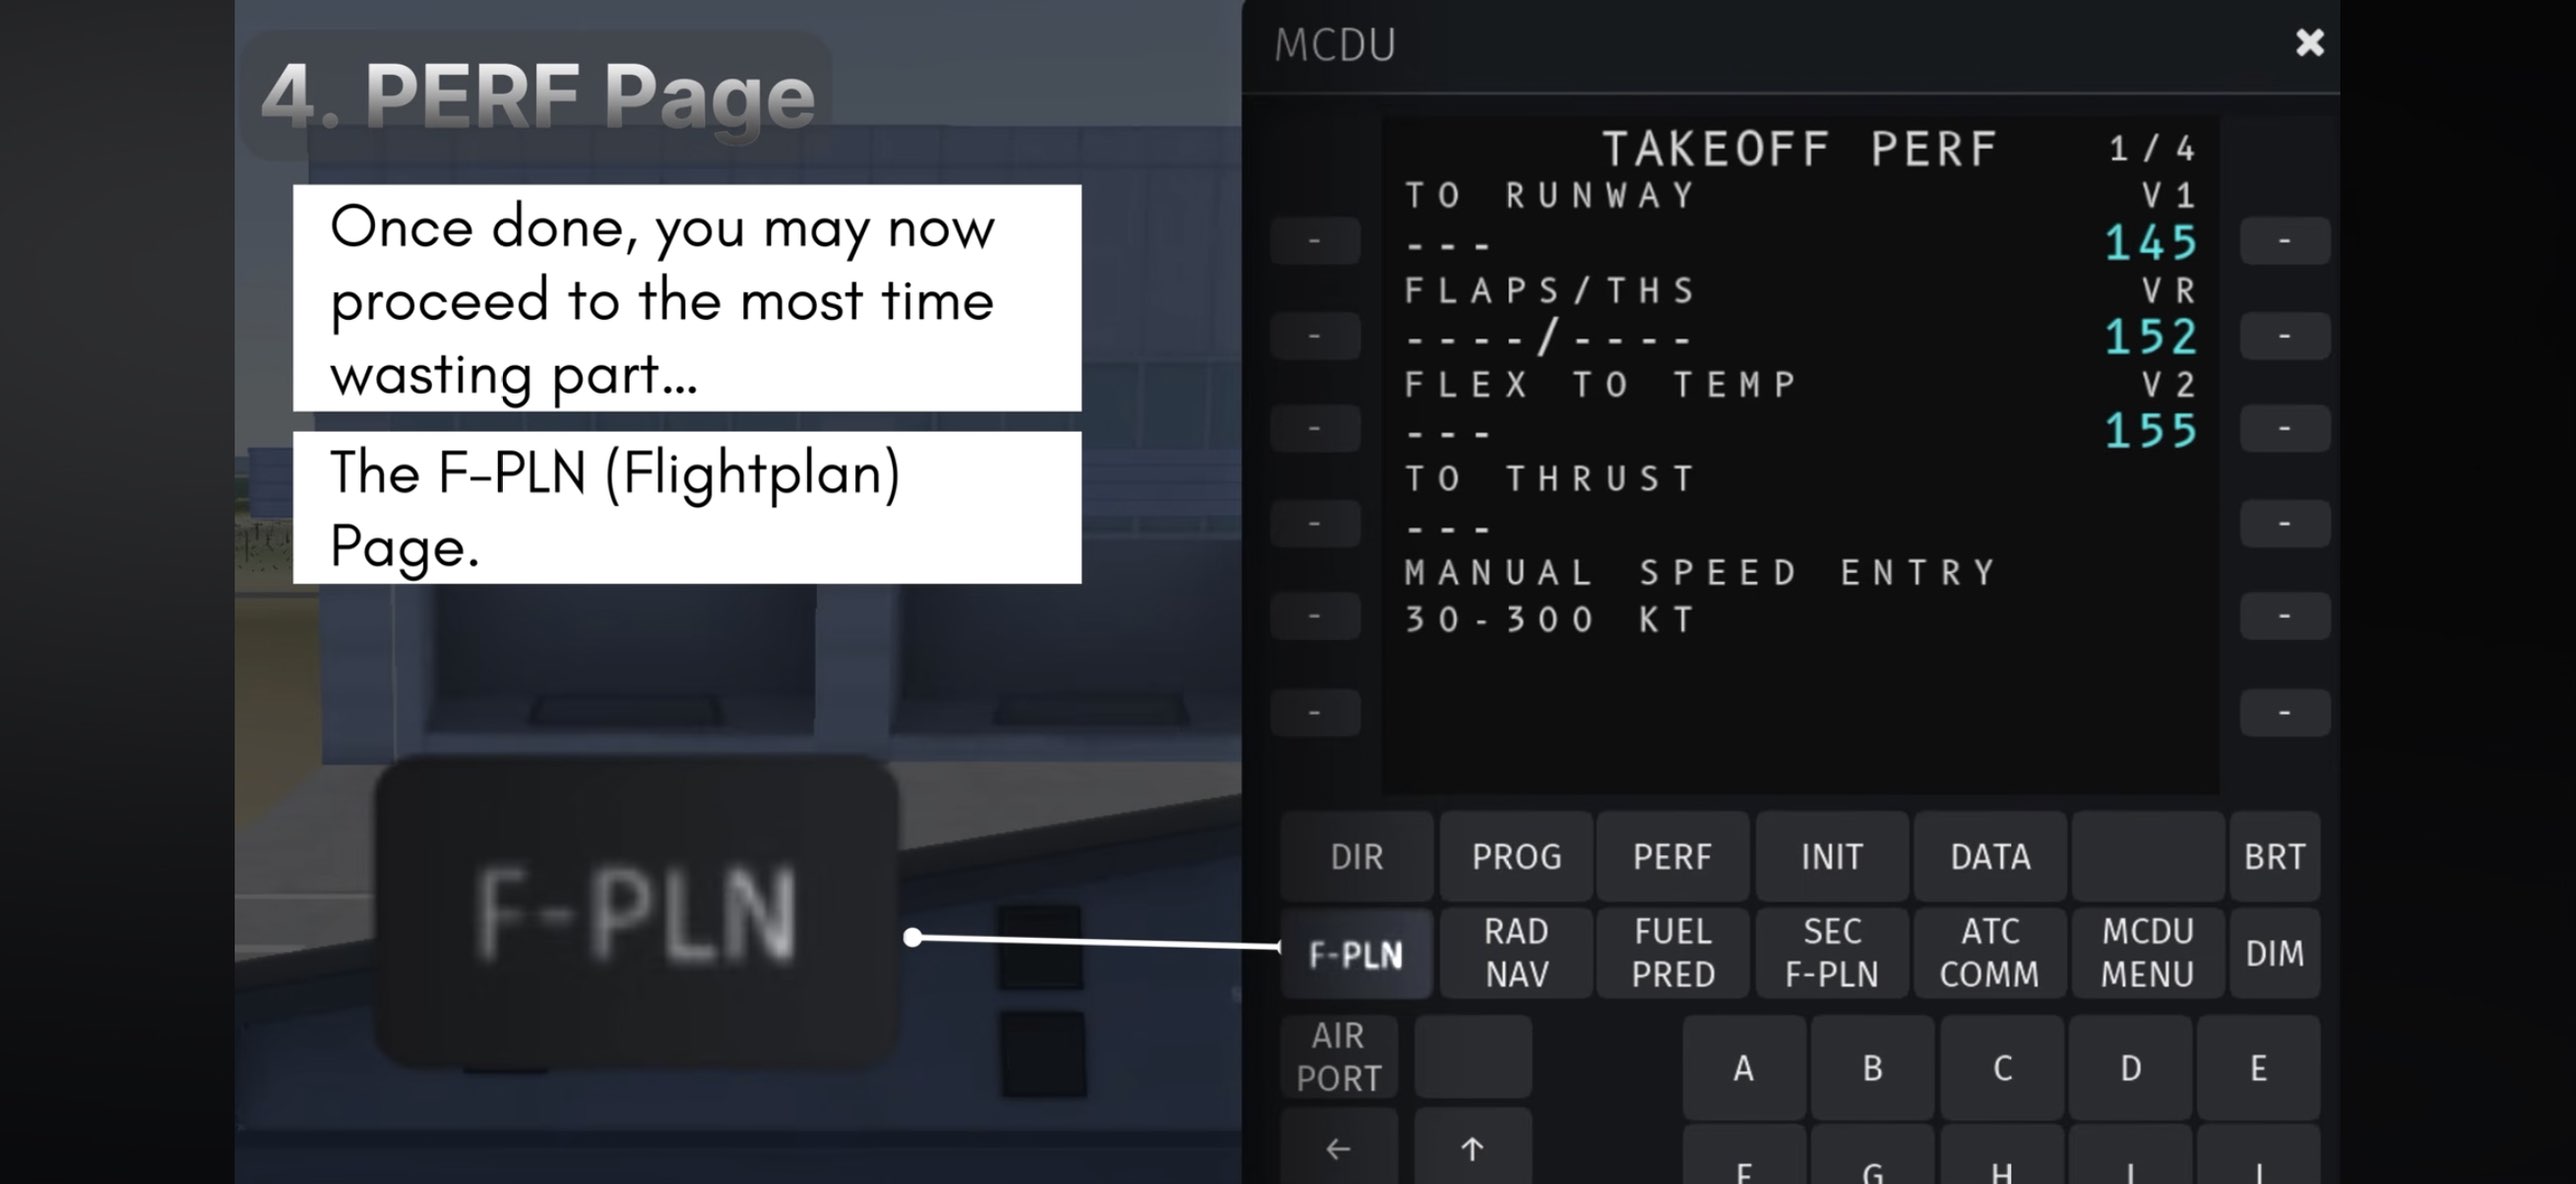 4. PERF Page
Once done, you may now
proceed to the most time
wasting part...
The F-PLN (Flightplan)
Page.
F-PLN
MCDU
TAKEOFF PERF 1/4
TO RUNWAY V1
--- 145
FLAPS/THS VR
----/---- 152
FLEX TO TEMP V2
--- 155
TO THRUST
---
MANUAL SPEED ENTRY
30-300 KT
DIR PROG PERF INIT DATA BRT
F-PLN RAD NAV FUEL PRED SEC F-PLN ATC COMM MCDU MENU DIM
AIR PORT A B C D E
← ↑